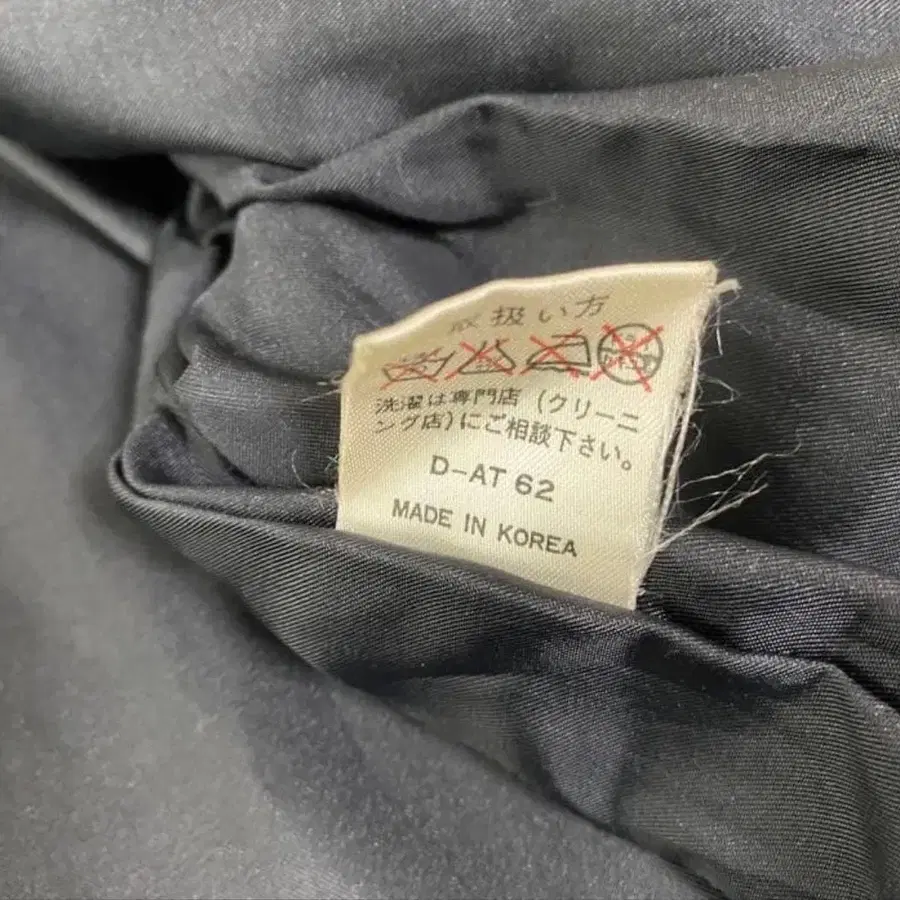 取扱い方
洗濯は専門店 (クリーニ
ング店)にご相談下さい。
D-AT 62
MADE IN KOREA